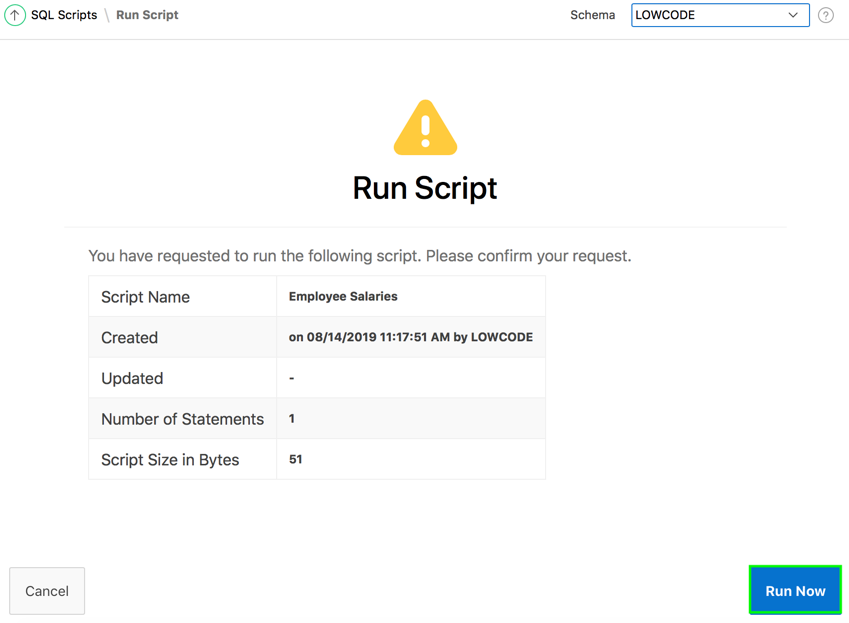 SQL Scripts \ Run Script Schema LOWCODE ?
Run Script
You have requested to run the following script. Please confirm your request.
Script Name Employee Salaries
Created on 08/14/2019 11:17:51 AM by LOWCODE
Updated -
Number of Statements 1
Script Size in Bytes 51
Cancel Run Now